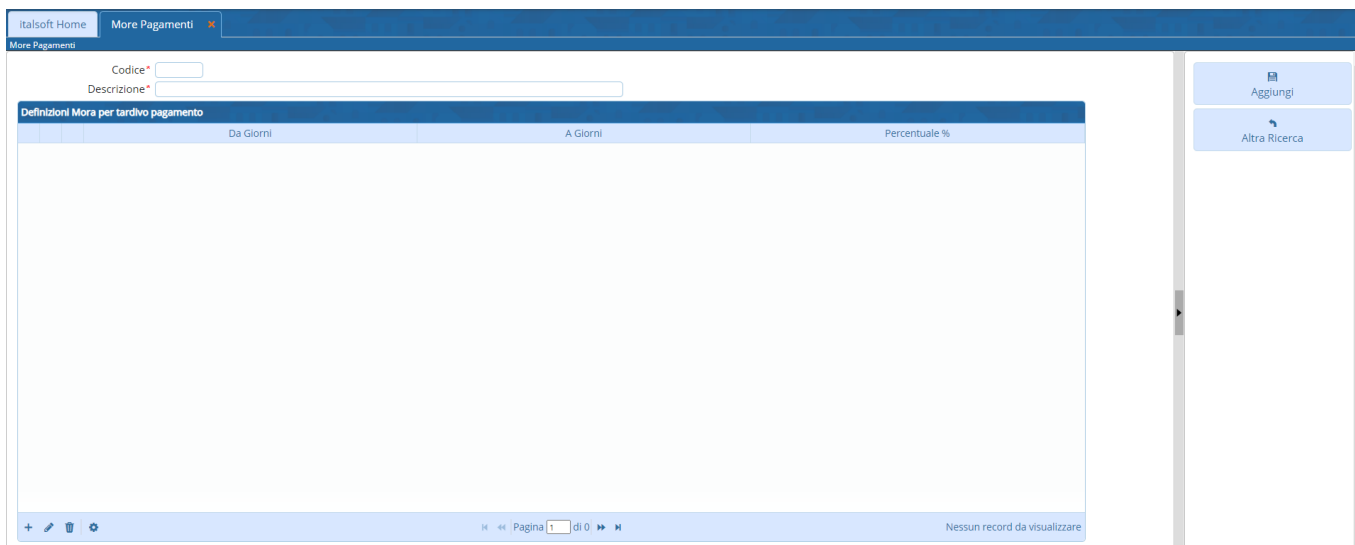 italsoft Home
More Pagamenti
More Pagamenti
Codice*
Descrizione*
Definizioni Mora per tardivo pagamento
Da Giorni A Giorni Percentuale %
Pagina 1 di 0
Nessun record da visualizzare
Aggiungi
Altra Ricerca